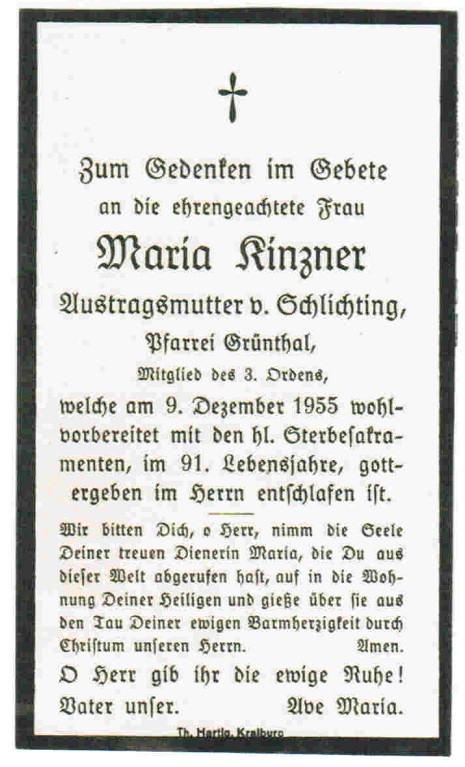 Zum Gedenken im Gebete
an die ehrengeachtete Frau
Maria Kinzner
Austragsmutter v. Schlichting,
Pfarrei Grünthal,
Mitglied des 3. Ordens,
welche am 9. Dezember 1955 wohl-
vorbereitet mit den hl. Sterbesakra-
menten, im 91. Lebensjahre, gott-
ergeben im Herrn entschlafen ist.
Wir bitten Dich, o Herr, nimm die Seele
Deiner treuen Dienerin Maria, die Du aus
dieser Welt abgerufen hast, auf in die Woh-
nung Deiner Heiligen und gieße über sie aus
den Tau Deiner ewigen Barmherzigkeit durch
Christum unseren Herrn. Amen.
O Herr gib ihr die ewige Ruhe!
Vater unser. Ave Maria.
Th. Hartig, Kraiburg